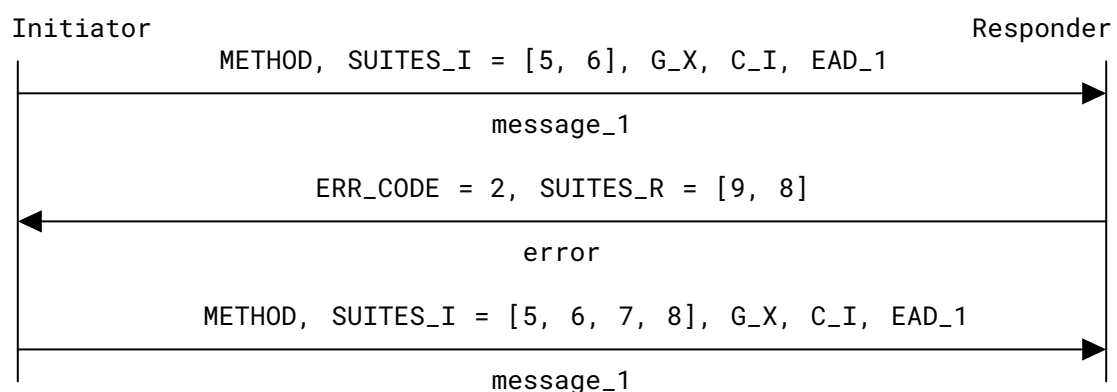 Initiator Responder
METHOD, SUITES_I = [5, 6], G_X, C_I, EAD_1
message_1
ERR_CODE = 2, SUITES_R = [9, 8]
error
METHOD, SUITES_I = [5, 6, 7, 8], G_X, C_I, EAD_1
message_1